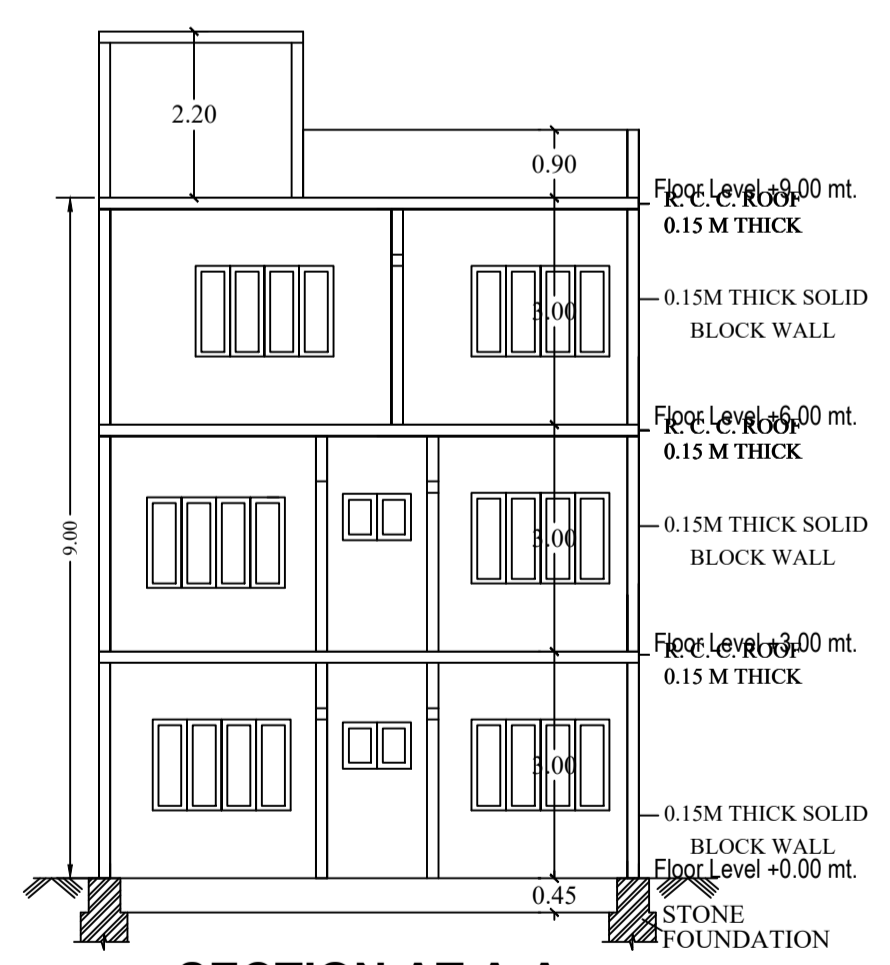 2.20
0.90
Floor Level +9.00 mt.
R. C. C. ROOF
0.15 M THICK
0.15M THICK SOLID
BLOCK WALL
3.00
Floor Level +6.00 mt.
R. C. C. ROOF
0.15 M THICK
0.15M THICK SOLID
BLOCK WALL
3.00
9.00
Floor Level +3.00 mt.
R. C. C. ROOF
0.15 M THICK
3.00
0.15M THICK SOLID
BLOCK WALL
Floor Level +0.00 mt.
0.45
STONE
FOUNDATION
SECTION AT A-A